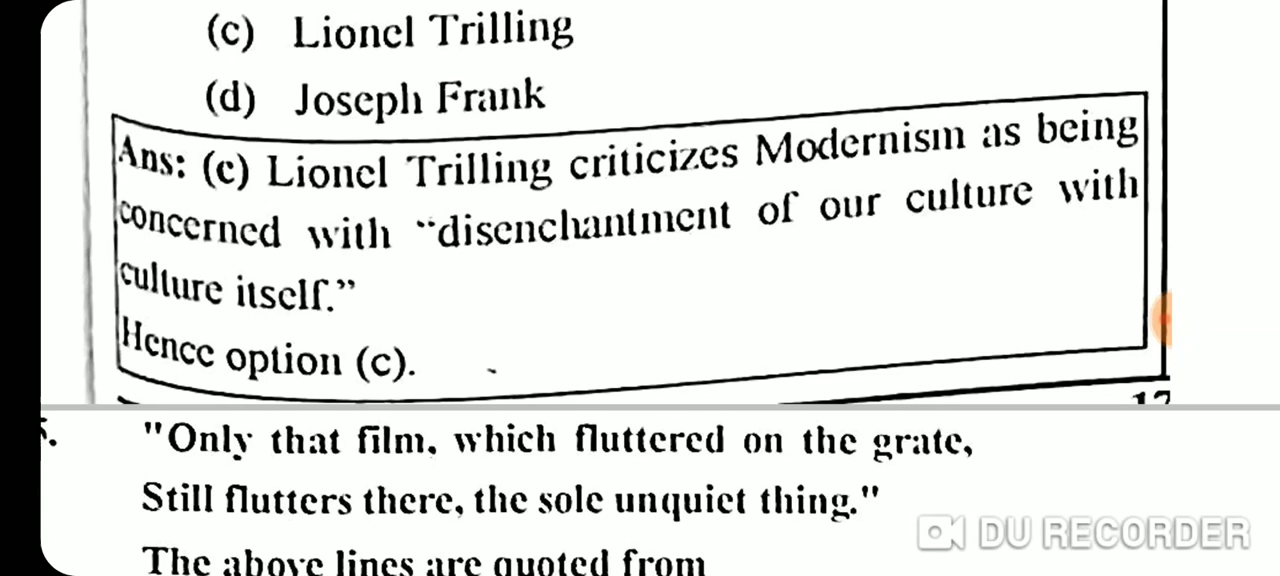 (c) Lionel Trilling
(d) Joseph Frank
Ans: (c) Lionel Trilling criticizes Modernism as being
concerned with “disenchantment of our culture with
culture itself.”
Hence option (c).
"Only that film, which fluttered on the grate,
Still flutters there, the sole unquiet thing."
The above lines are quoted from
DU RECORDER